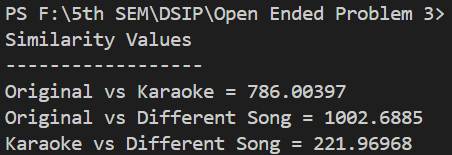 PS F:\5th SEM\DSIP\Open Ended Problem 3>
Similarity Values
------------------
Original vs Karaoke = 786.00397
Original vs Different Song = 1002.6885
Karaoke vs Different Song = 221.96968